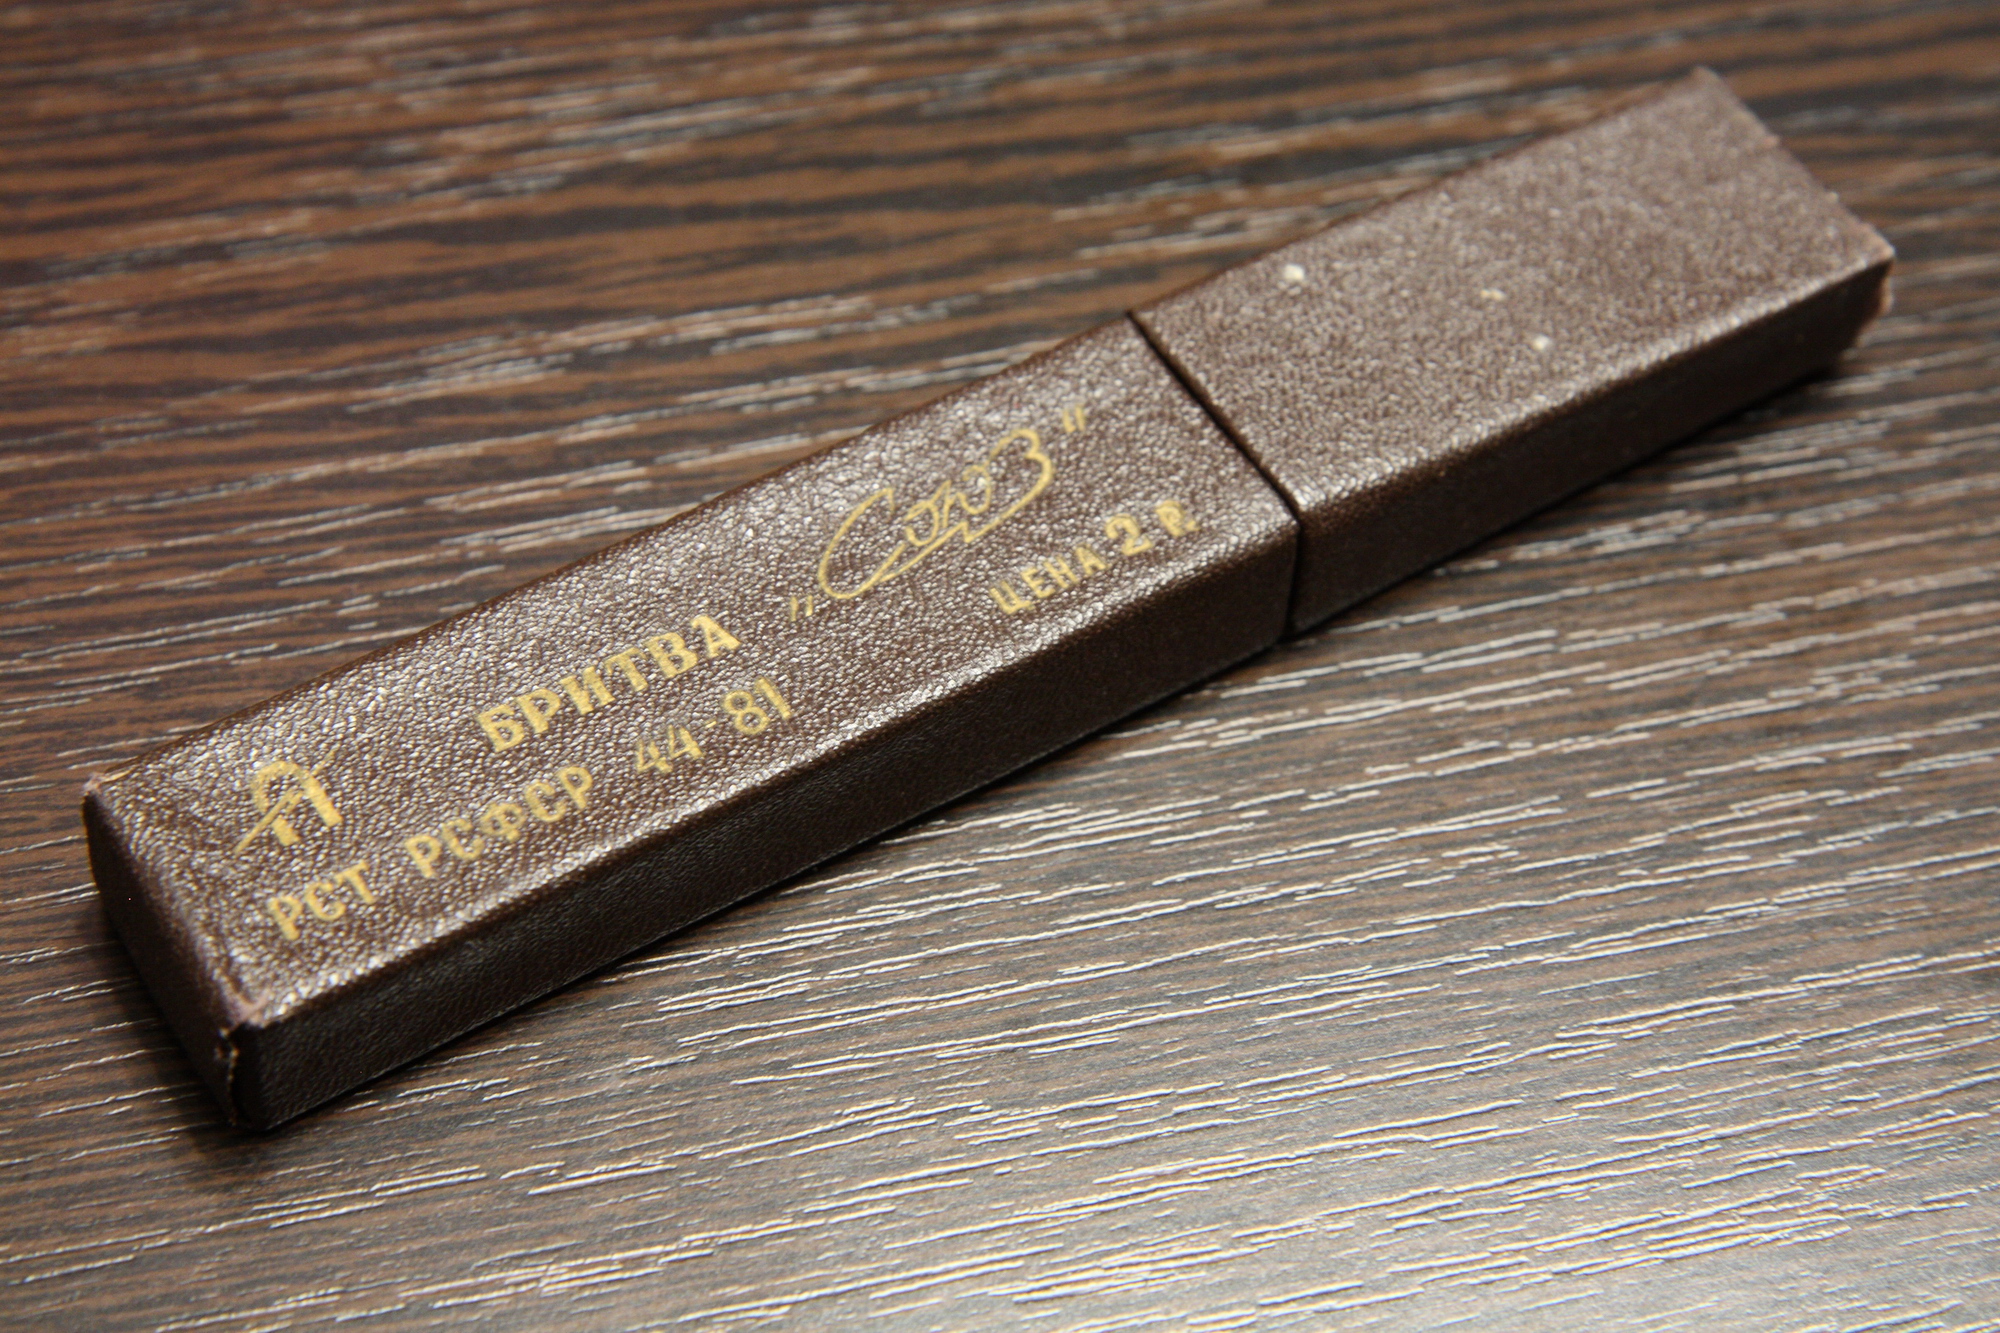 БРИТВА „Союз"
ЦЕНА 2 Р.
РСТ РСФСР 44-81